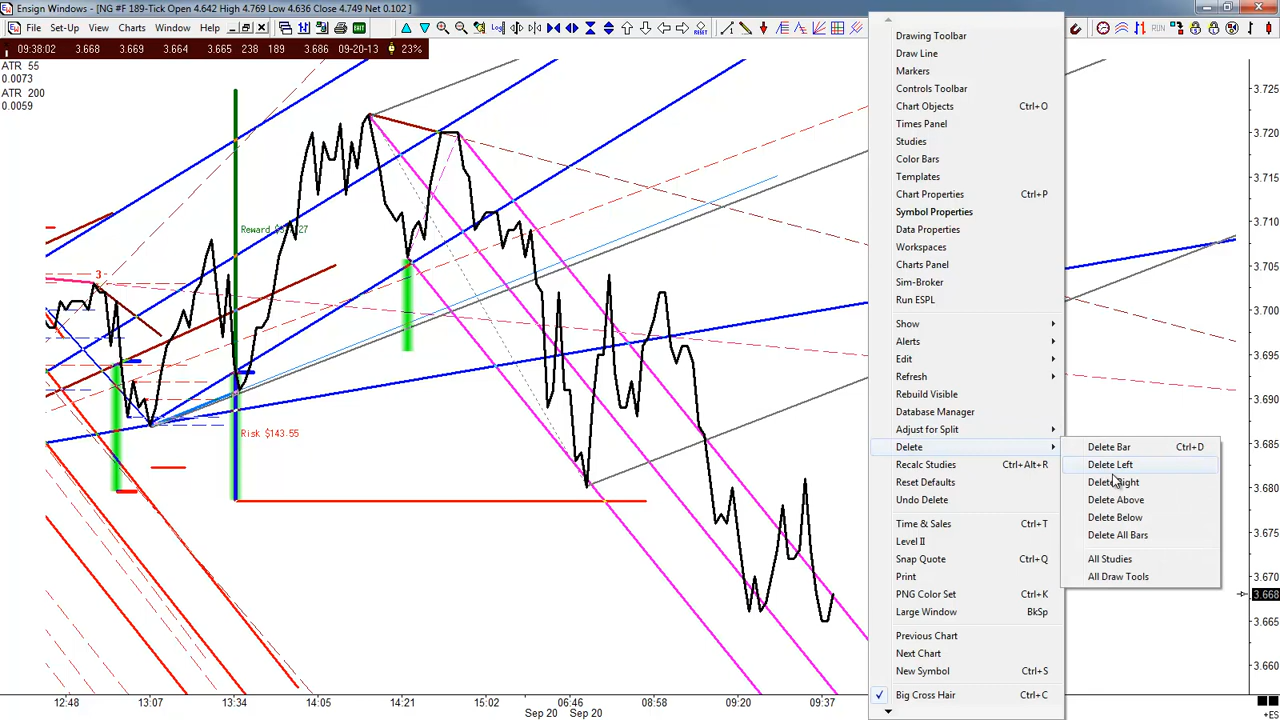 Ensign Windows - [NG #F 189-Tick Open 4.642 High 4.769 Low 4.636 Close 4.749 Net 0.102 ]
File Set-Up View Charts Window Help
09:38:02 3.668 3.669 3.664 3.665 238 189 3.686 09-20-13 23%
ATR 55
0.0073
ATR 200
0.0059
3
Risk $143.55
Drawing Toolbar
Draw Line
Markers
Controls Toolbar
Chart Objects Ctrl+O
Times Panel
Studies
Color Bars
Templates
Chart Properties Ctrl+P
Symbol Properties
Data Properties
Workspaces
Charts Panel
Sim-Broker
Run ESPL
Show
Alerts
Edit
Refresh
Rebuild Visible
Database Manager
Adjust for Split
Delete
Recalc Studies Ctrl+Alt+R
Reset Defaults
Undo Delete
Time & Sales Ctrl+T
Level II
Snap Quote Ctrl+Q
Print
PNG Color Set Ctrl+K
Large Window BkSp
Previous Chart
Next Chart
New Symbol Ctrl+S
Big Cross Hair Ctrl+C
Delete Bar Ctrl+D
Delete Left
Delete Right
Delete Above
Delete Below
Delete All Bars
All Studies
All Draw Tools
3.725
3.720
3.715
3.710
3.705
3.700
3.695
3.690
3.685
3.680
3.675
3.670
3.668
3.665
3.660
12:48 13:07 13:34 14:05 14:21 06:46 08:58 09:20 09:37
Sep 20 Sep 20
+ES